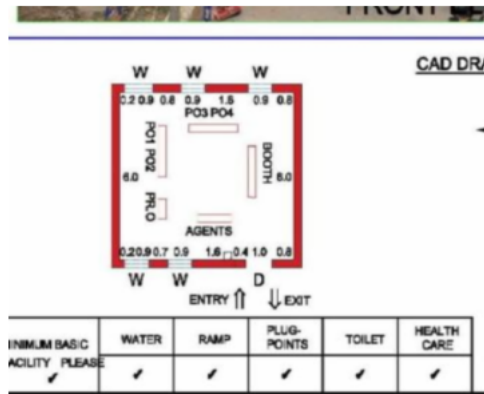 FRONT
CAD DRA
W W W
0.2 0.9 0.8 0.9 1.5 0.9 0.8
PO3 PO4
PO1 PO2
BOOTH
6.0 6.0
PR.O
AGENTS
0.2 0.9 0.7 0.9 1.6 0.4 1.0 0.8
W W D
ENTRY EXIT
INIMUM BASIC WATER RAMP PLUG- TOILET HEALTH
POINTS CARE
ACILITY PLEASE
✔ ✔ ✔ ✔ ✔ ✔